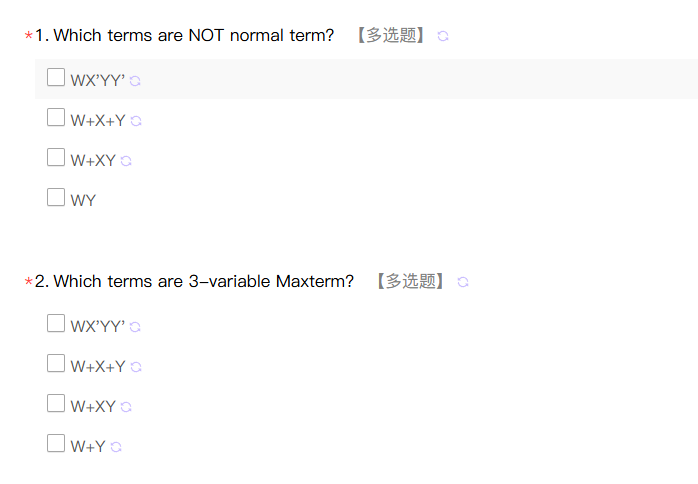 *1. Which terms are NOT normal term? 【多选题】
WX'YY'
W+X+Y
W+XY
WY
*2. Which terms are 3-variable Maxterm? 【多选题】
WX'YY'
W+X+Y
W+XY
W+Y